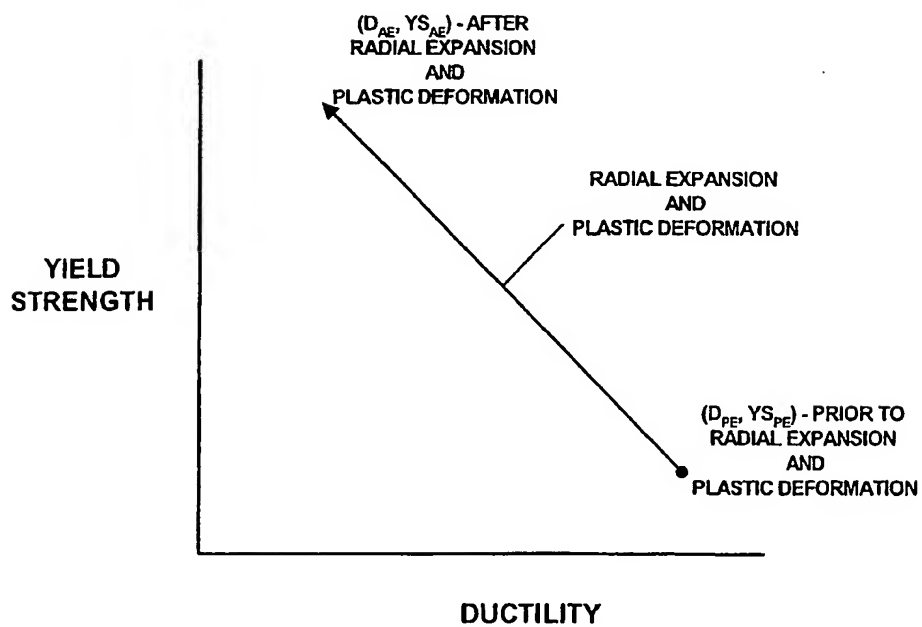 (D_AE, YS_AE) - AFTER
RADIAL EXPANSION
AND
PLASTIC DEFORMATION
RADIAL EXPANSION
AND
PLASTIC DEFORMATION
YIELD
STRENGTH
(D_PE, YS_PE) - PRIOR TO
RADIAL EXPANSION
AND
PLASTIC DEFORMATION
DUCTILITY